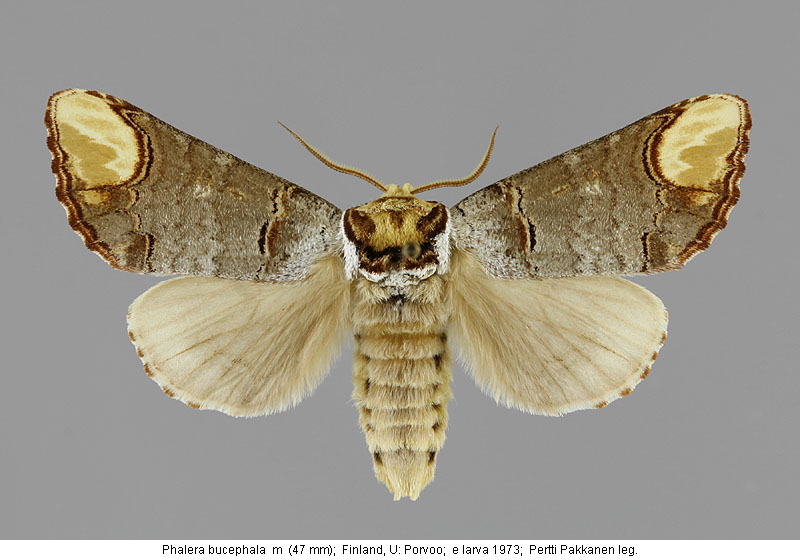 Phalera bucephala m (47 mm); Finland, U: Porvoo; e larva 1973; Pertti Pakkanen leg.